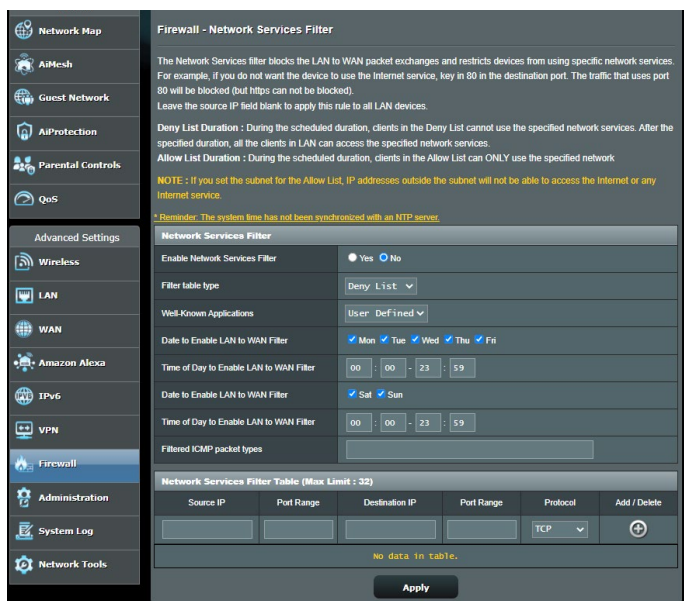 Network Map
AiMesh
Guest Network
AiProtection
Parental Controls
QoS
Advanced Settings
Wireless
LAN
WAN
Amazon Alexa
IPv6
VPN
Firewall
Administration
System Log
Network Tools
Firewall - Network Services Filter
The Network Services filter blocks the LAN to WAN packet exchanges and restricts devices from using specific network services.
For example, if you do not want the device to use the Internet service, key in 80 in the destination port. The traffic that uses port
80 will be blocked (but https can not be blocked).
Leave the source IP field blank to apply this rule to all LAN devices.
Deny List Duration : During the scheduled duration, clients in the Deny List cannot use the specified network services. After the
specified duration, all the clients in LAN can access the specified network services.
Allow List Duration : During the scheduled duration, clients in the Allow List can ONLY use the specified network
NOTE : If you set the subnet for the Allow List, IP addresses outside the subnet will not be able to access the Internet or any
Internet service.
* Reminder: The system time has not been synchronized with an NTP server.
Network Services Filter
Enable Network Services Filter Yes No
Filter table type Deny List
Well-Known Applications User Defined
Date to Enable LAN to WAN Filter Mon Tue Wed Thu Fri
Time of Day to Enable LAN to WAN Filter 00 : 00 - 23 : 59
Date to Enable LAN to WAN Filter Sat Sun
Time of Day to Enable LAN to WAN Filter 00 : 00 - 23 : 59
Filtered ICMP packet types
Network Services Filter Table (Max Limit : 32)
Source IP Port Range Destination IP Port Range Protocol Add / Delete
TCP
No data in table.
Apply